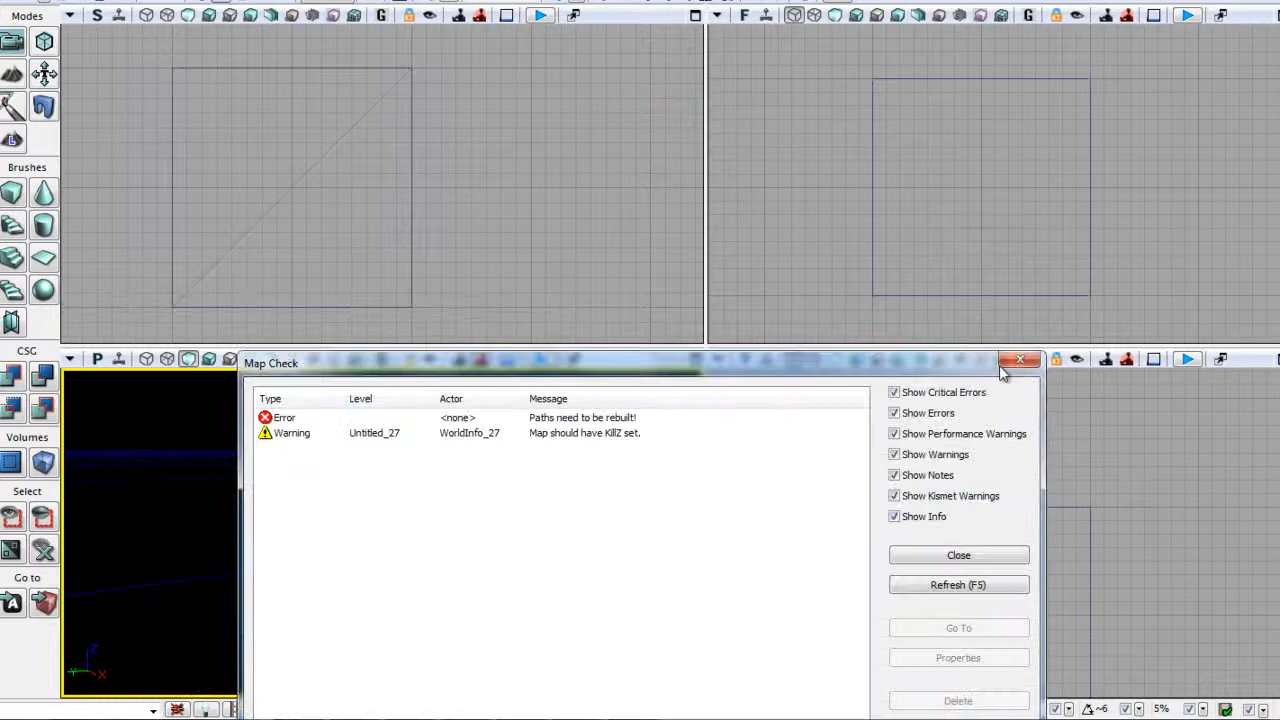 Modes
S
G
F
G
Brushes
CSG
P
Map Check
Type Level Actor Message
Error <none> Paths need to be rebuilt!
Warning Untitled_27 WorldInfo_27 Map should have KillZ set.
Show Critical Errors
Show Errors
Show Performance Warnings
Show Warnings
Show Notes
Show Kismet Warnings
Show Info
Close
Refresh (F5)
Go To
Properties
Delete
Volumes
Select
Go to
A
Z
Y
X
~6
5%